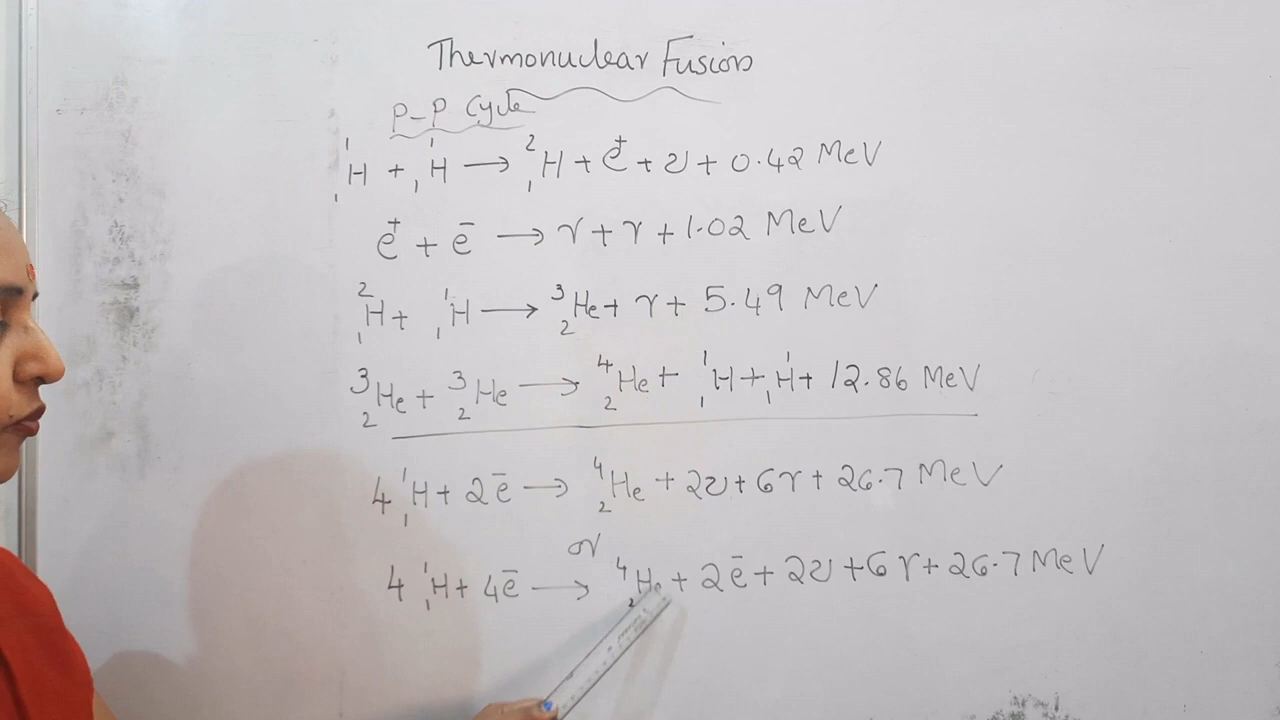 Thermonuclear Fusion
P-P Cycle
¹₁H + ¹₁H → ²₁H + e⁺ + ν + 0.42 MeV
e⁺ + e⁻ → γ + γ + 1.02 MeV
²₁H + ¹₁H → ³₂He + γ + 5.49 MeV
³₂He + ³₂He → ⁴₂He + ¹₁H + ¹₁H + 12.86 MeV
4 ¹₁H + 2e⁻ → ⁴₂He + 2ν + 6γ + 26.7 MeV
or
4 ¹₁H + 4e⁻ → ⁴₂He + 2e⁻ + 2ν + 6γ + 26.7 MeV